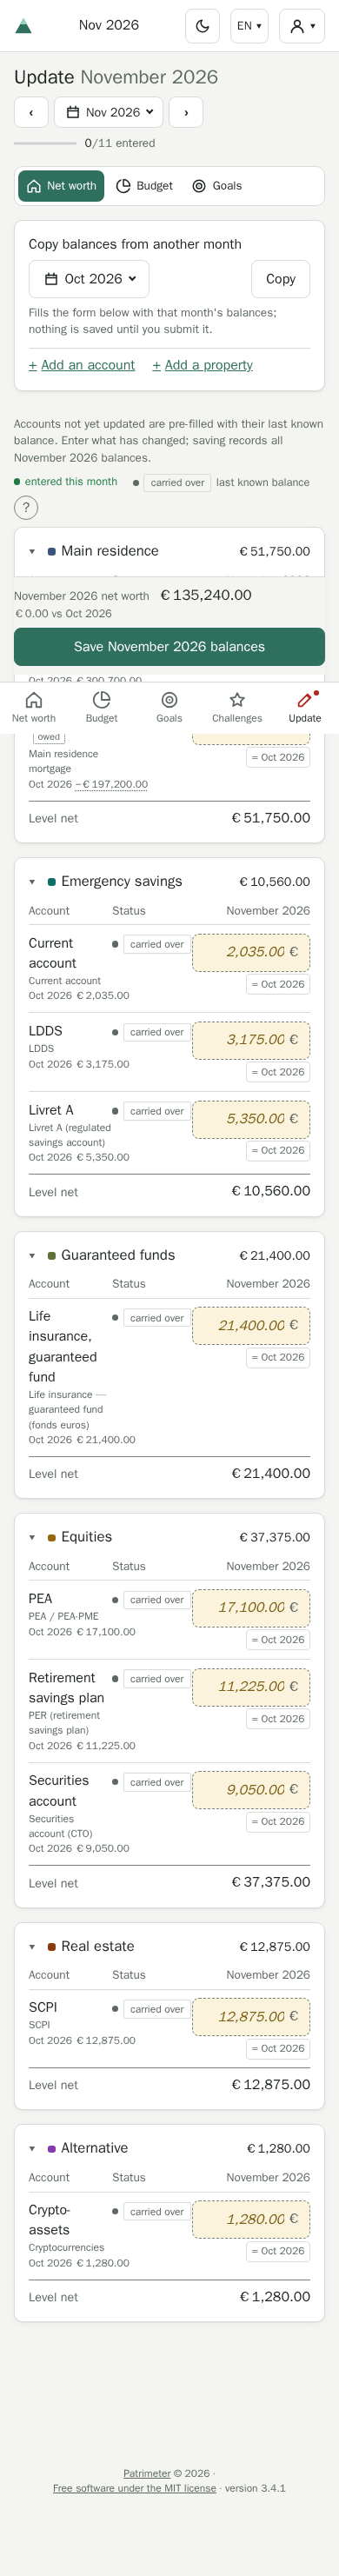 Nov 2026
EN ▾
▾
Update November 2026
‹
Nov 2026
›
0/11 entered
Net worth
Budget
Goals
Copy balances from another month
Oct 2026
Copy
Fills the form below with that month's balances;
nothing is saved until you submit it.
+ Add an account
+ Add a property
Accounts not yet updated are pre-filled with their last known
balance. Enter what has changed; saving records all
November 2026 balances.
entered this month
carried over last known balance
?
Main residence € 51,750.00
November 2026 net worth € 135,240.00
€ 0.00 vs Oct 2026
Save November 2026 balances
Oct 2026 € 300,700.00
Net worth
Budget
Goals
Challenges
Update
owed
= Oct 2026
Main residence
mortgage
Oct 2026 −€ 197,200.00
Level net € 51,750.00
Emergency savings € 10,560.00
Account Status November 2026
Current
account
carried over
2,035.00 €
Current account
Oct 2026 € 2,035.00
= Oct 2026
LDDS
carried over
3,175.00 €
LDDS
Oct 2026 € 3,175.00
= Oct 2026
Livret A
carried over
5,350.00 €
Livret A (regulated
savings account)
Oct 2026 € 5,350.00
= Oct 2026
Level net € 10,560.00
Guaranteed funds € 21,400.00
Account Status November 2026
Life
insurance,
guaranteed
fund
carried over
21,400.00 €
= Oct 2026
Life insurance —
guaranteed fund
(fonds euros)
Oct 2026 € 21,400.00
Level net € 21,400.00
Equities € 37,375.00
Account Status November 2026
PEA
carried over
17,100.00 €
PEA / PEA-PME
Oct 2026 € 17,100.00
= Oct 2026
Retirement
savings plan
carried over
11,225.00 €
= Oct 2026
PER (retirement
savings plan)
Oct 2026 € 11,225.00
Securities
account
carried over
9,050.00 €
= Oct 2026
Securities
account (CTO)
Oct 2026 € 9,050.00
Level net € 37,375.00
Real estate € 12,875.00
Account Status November 2026
SCPI
carried over
12,875.00 €
SCPI
Oct 2026 € 12,875.00
= Oct 2026
Level net € 12,875.00
Alternative € 1,280.00
Account Status November 2026
Crypto-
assets
carried over
1,280.00 €
Cryptocurrencies
Oct 2026 € 1,280.00
= Oct 2026
Level net € 1,280.00
Patrimeter © 2026 ·
Free software under the MIT license · version 3.4.1